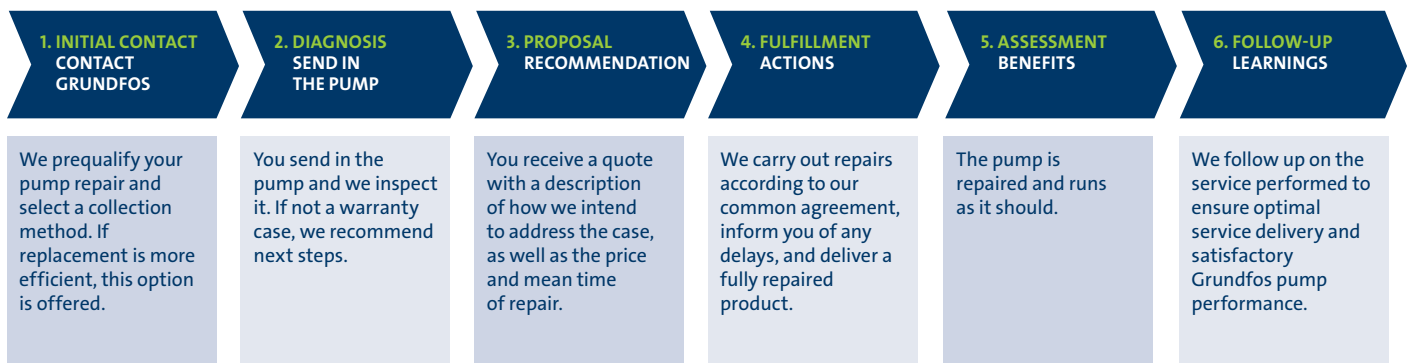 1. INITIAL CONTACT
CONTACT
GRUNDFOS
We prequalify your
pump repair and
select a collection
method. If
replacement is more
efficient, this option
is offered.
2. DIAGNOSIS
SEND IN
THE PUMP
You send in the
pump and we inspect
it. If not a warranty
case, we recommend
next steps.
3. PROPOSAL
RECOMMENDATION
You receive a quote
with a description
of how we intend
to address the case,
as well as the price
and mean time
of repair.
4. FULFILLMENT
ACTIONS
We carry out repairs
according to our
common agreement,
inform you of any
delays, and deliver a
fully repaired
product.
5. ASSESSMENT
BENEFITS
The pump is
repaired and runs
as it should.
6. FOLLOW-UP
LEARNINGS
We follow up on the
service performed to
ensure optimal
service delivery and
satisfactory
Grundfos pump
performance.